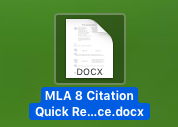 DOCX
MLA 8 Citation
Quick Re...ce.docx